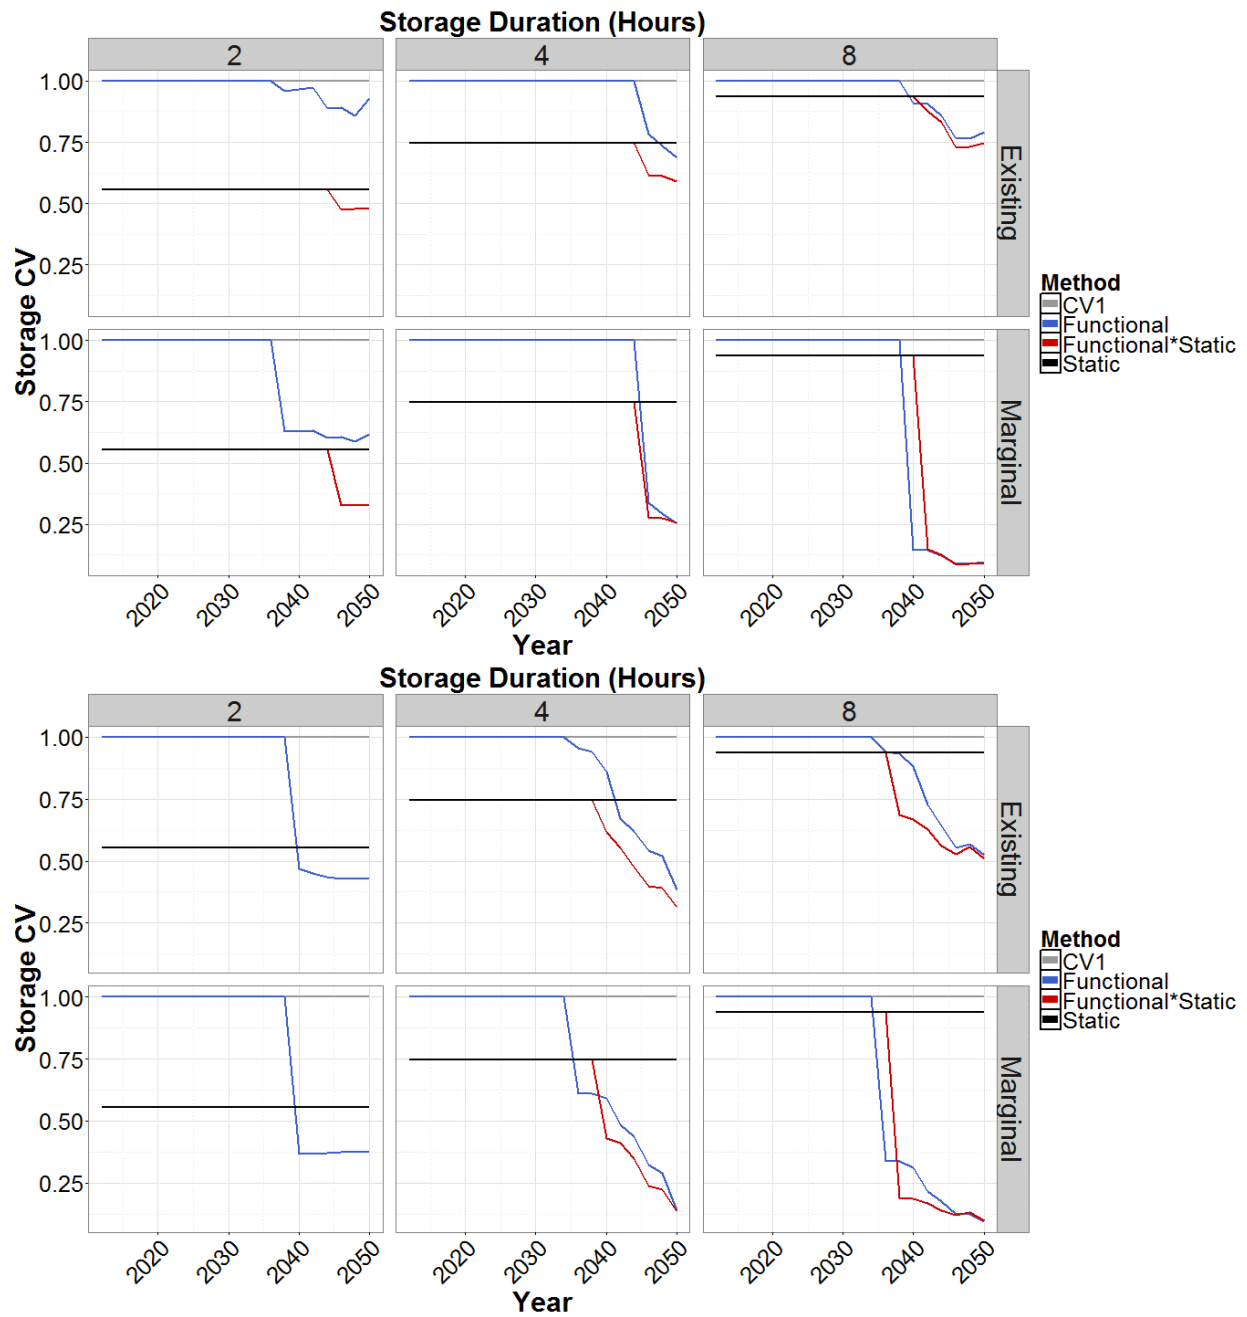 Storage Duration (Hours)
2 4 8
1.00
0.75
0.50
0.25
Existing
Storage CV
1.00
0.75
0.50
0.25
Marginal
Method
CV1
Functional
Functional*Static
Static
2020 2030 2040 2050 2020 2030 2040 2050 2020 2030 2040 2050
Year
Storage Duration (Hours)
2 4 8
1.00
0.75
0.50
0.25
Existing
Storage CV
1.00
0.75
0.50
0.25
Marginal
Method
CV1
Functional
Functional*Static
Static
2020 2030 2040 2050 2020 2030 2040 2050 2020 2030 2040 2050
Year